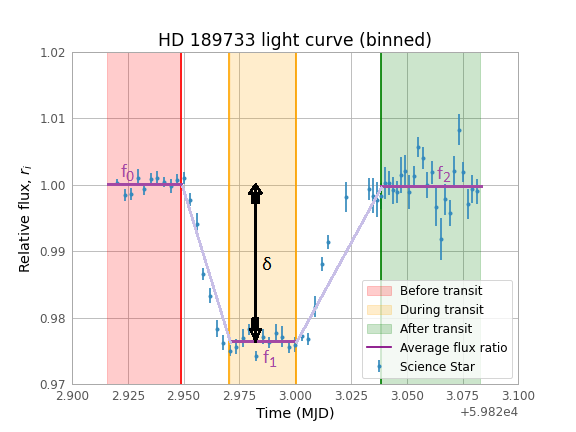 HD 189733 light curve (binned)
1.02
1.01
1.00
0.99
0.98
0.97
Relative flux, rᵢ
f₀
f₁
f₂
δ
Before transit
During transit
After transit
Average flux ratio
Science Star
2.900 2.925 2.950 2.975 3.000 3.025 3.050 3.075 3.100
Time (MJD)
+5.982e4